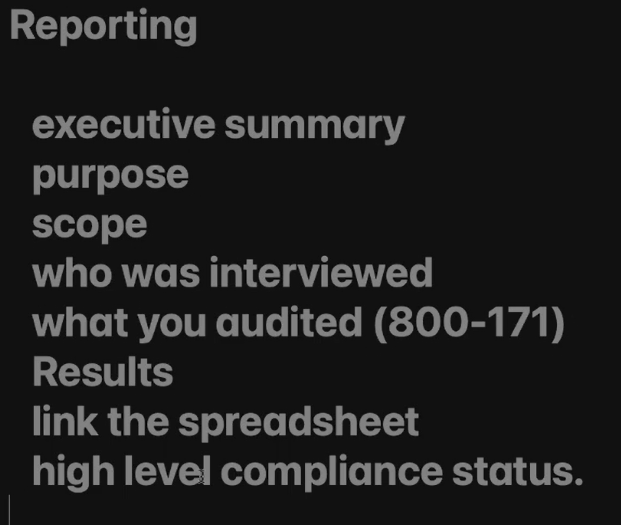 Reporting
executive summary
purpose
scope
who was interviewed
what you audited (800-171)
Results
link the spreadsheet
high level compliance status.